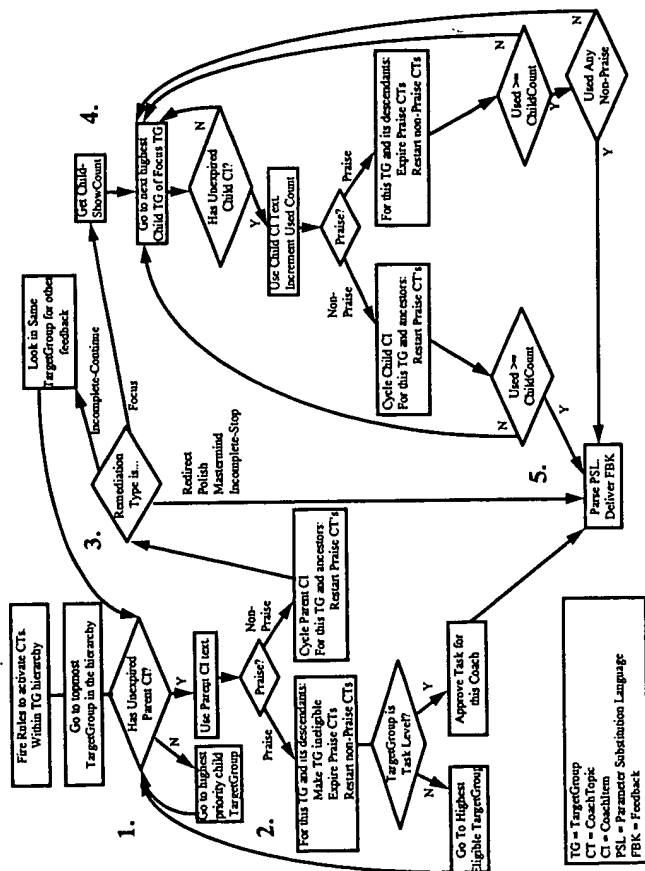 Fire Rules to activate CTs.
Within TG hierarchy
Go to topmost
TargetGroup in the hierarchy
1.
Has Unexpired
Parent CI?
N
Y
Go to highest
priority child
TargetGroup
Use Parent CI text
2.
Praise?
Praise
Non-
Praise
For this TG and its descendants:
Make TG ineligible
Expire Praise CTs
Restart non-Praise CTs
Cycle Parent CI
For this TG and ancestors:
Restart Praise CT's
TargetGroup is
Task Level?
N
Y
Go To Highest
Eligible TargetGroup
Approve Task for
this Coach
3.
Remediation
Type is...
Incomplete-Continue
Focus
Redirect
Polish
Mastermind
Incomplete-Stop
Look in Same
TargetGroup for other
feedback
4.
Get Child-
ShowCount
Go to next highest
Child TG of Focus TG
Has Unexpired
Child CI?
N
Y
Use Child CI Text
Increment Used Count
Praise?
Non-
Praise
Praise
Cycle Child CI
For this TG and ancestors:
Restart Praise CT's
For this TG and its descendants:
Expire Praise CTs
Restart non-Praise CTs
Used >=
ChildCount
N
Y
Used >=
ChildCount
N
Y
Used Any
Non-Praise
N
Y
5.
Parse PSL.
Deliver FBK
TG = TargetGroup
CT = CoachTopic
CI = CoachItem
PSL = Parameter Substitution Language
FBK = Feedback